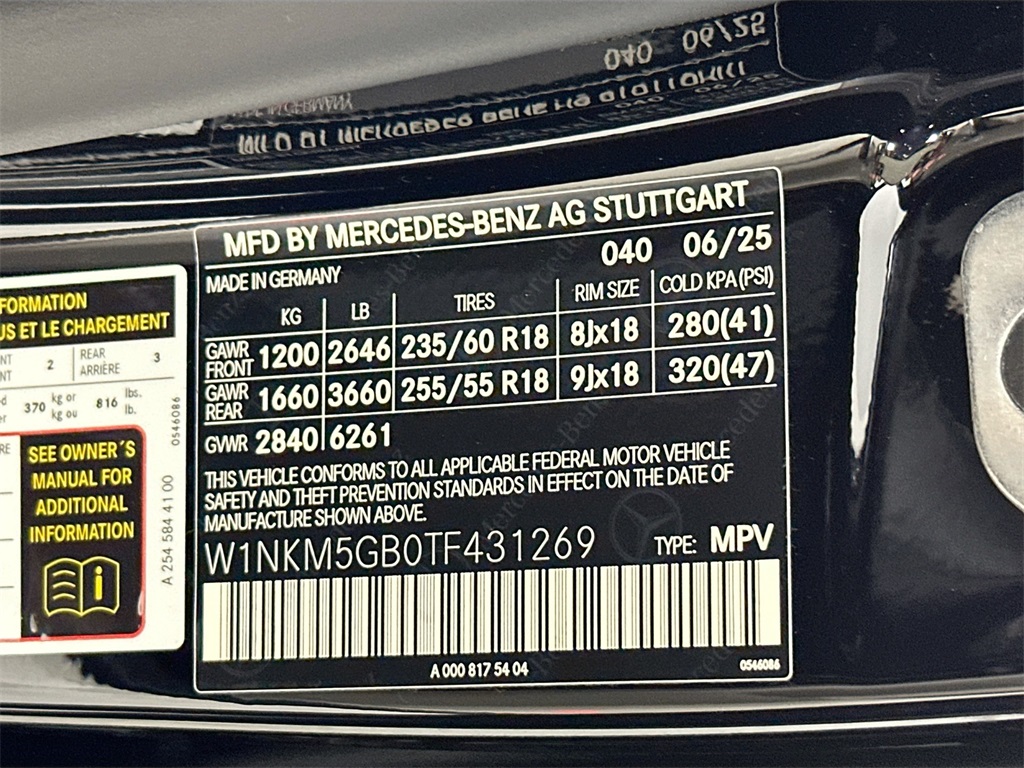 040 06/25
MFD BY MERCEDES-BENZ AG STUTTGART
040 06/25
MADE IN GERMANY
KG LB TIRES RIM SIZE COLD KPA(PSI)
GAWR FRONT 1200 2646 235/60 R18 8Jx18 280(41)
GAWR REAR 1660 3660 255/55 R18 9Jx18 320(47)
GVWR 2840 6261
THIS VEHICLE CONFORMS TO ALL APPLICABLE FEDERAL MOTOR VEHICLE
SAFETY AND THEFT PREVENTION STANDARDS IN EFFECT ON THE DATE OF
MANUFACTURE SHOWN ABOVE.
W1NKM5GB0TF431269 TYPE: MPV
A 000 817 54 04 0546086
FORMATION
US ET LE CHARGEMENT
2 REAR ARRIÈRE 3
370 kg or kg ou 816 lbs. lb.
SEE OWNER´S
MANUAL FOR
ADDITIONAL
INFORMATION
i
A 254 584 41 00
0546086